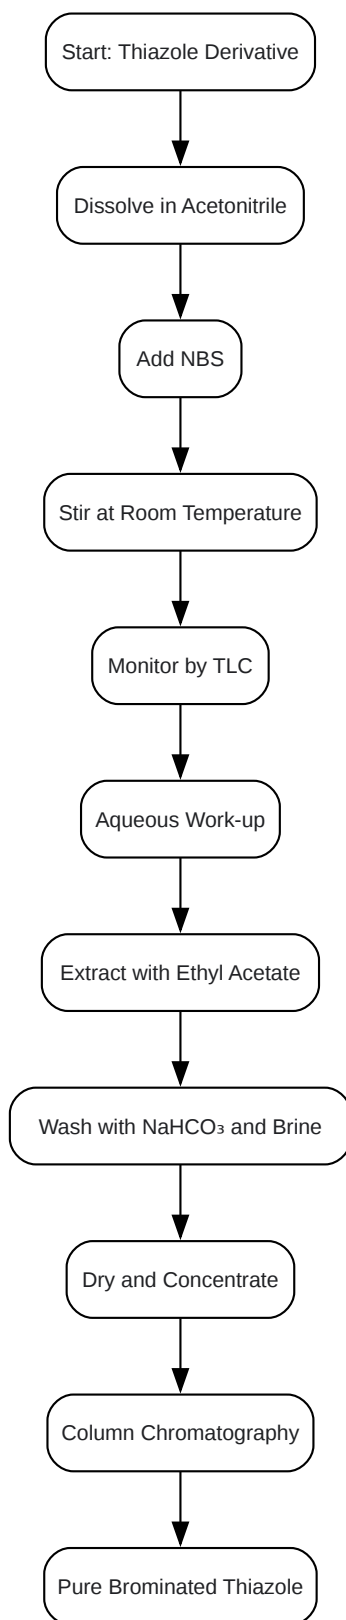 Start: Thiazole Derivative
Dissolve in Acetonitrile
Add NBS
Stir at Room Temperature
Monitor by TLC
Aqueous Work-up
Extract with Ethyl Acetate
Wash with NaHCO₃ and Brine
Dry and Concentrate
Column Chromatography
Pure Brominated Thiazole